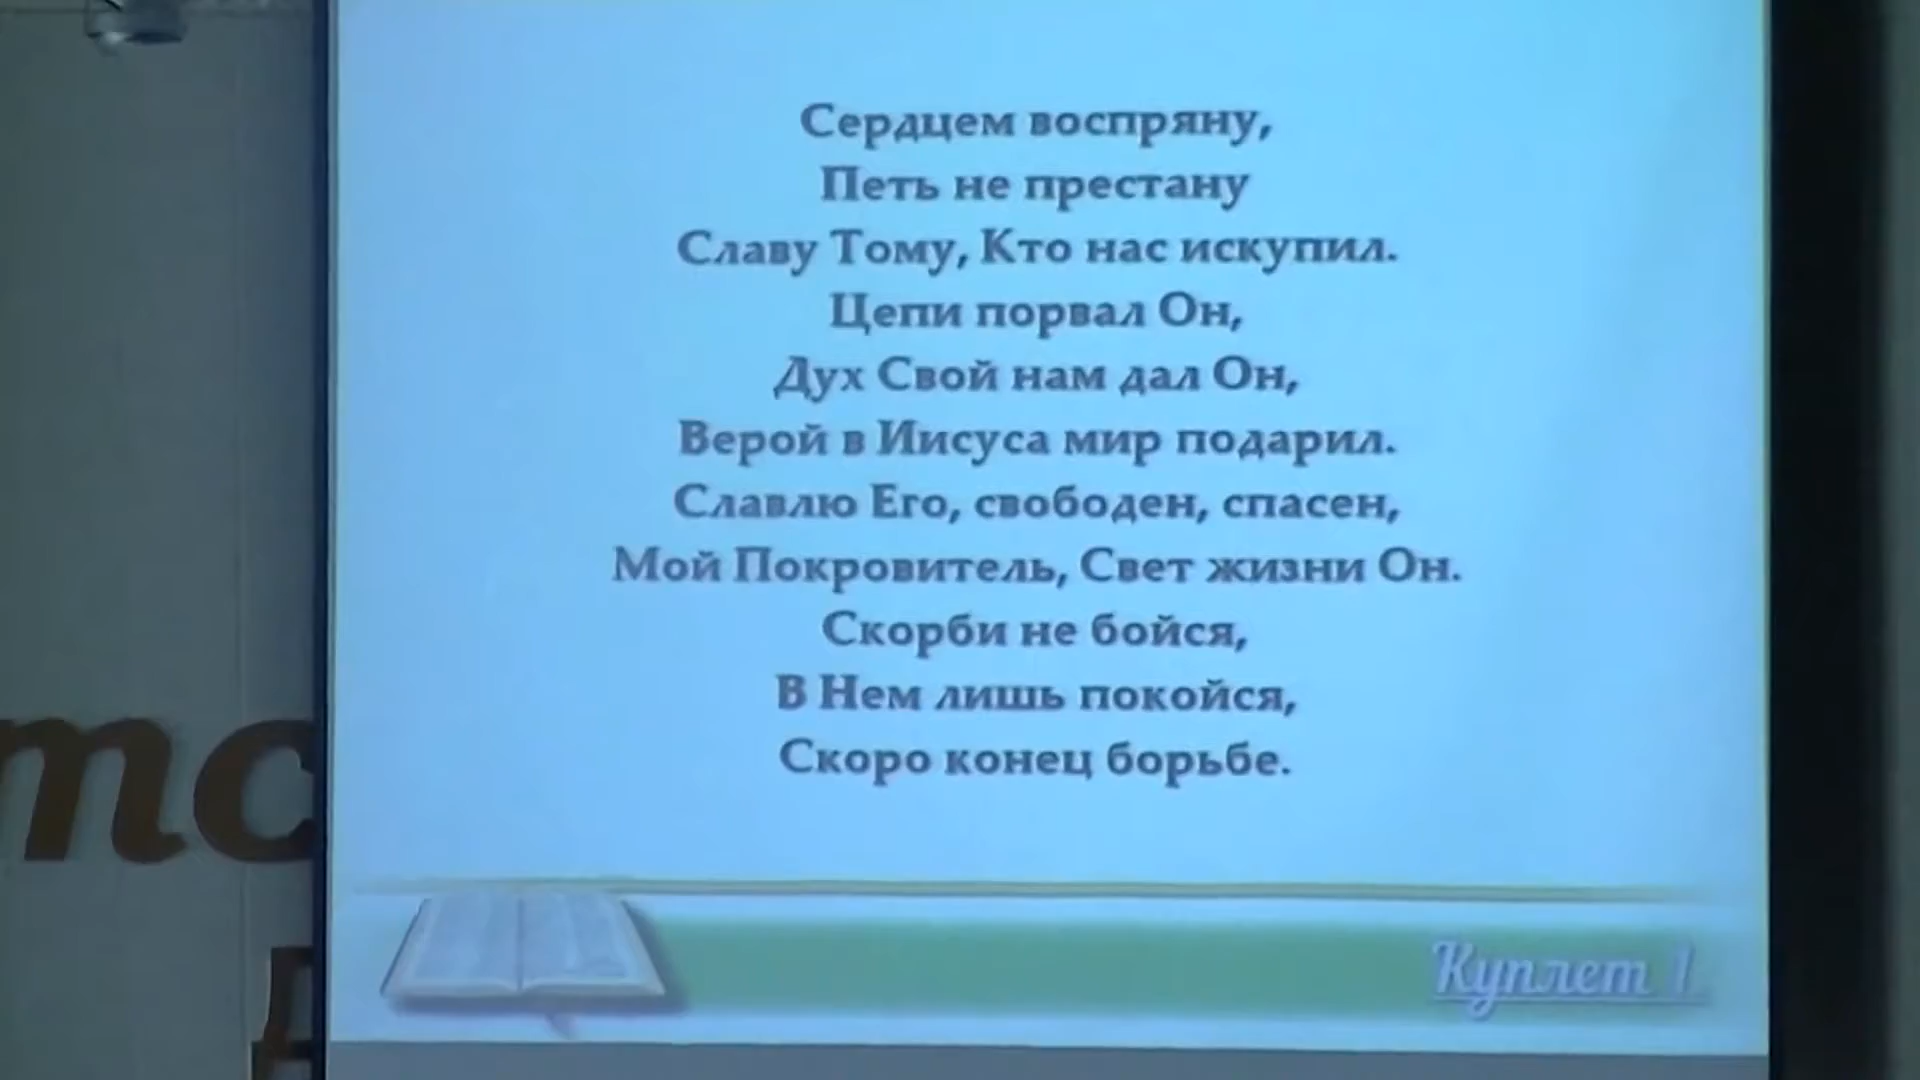 Сердцем воспряну,
Петь не престану
Славу Тому, Кто нас искупил.
Цепи порвал Он,
Дух Свой нам дал Он,
Верой в Иисуса мир подарил.
Славлю Его, свободен, спасен,
Мой Покровитель, Свет жизни Он.
Скорби не бойся,
В Нем лишь покойся,
Скоро конец борьбе.
Куплет 1.